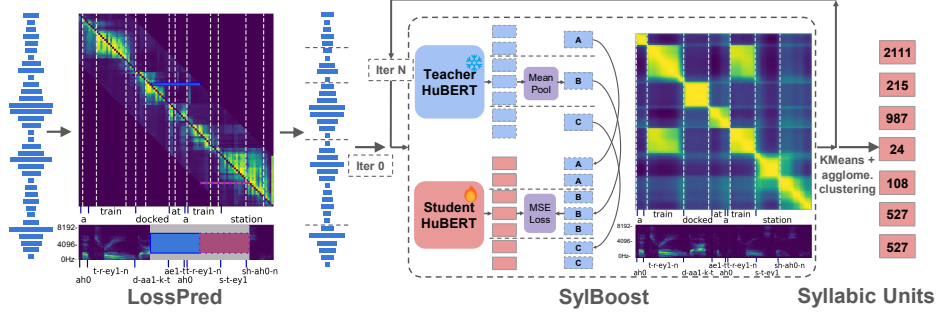 a
train
docked
at
a
train
station
8192-
4096-
0Hz-
ah0
t-r-ey1-n
d-aa1-k-t
ae1-t
ah0
t-r-ey1-n
s-t-ey1
sh-ah0-n
LossPred
Iter N
Iter 0
Teacher
HuBERT
Student
HuBERT
Mean
Pool
MSE
Loss
A
B
C
A
A
B
B
C
C
a
train
docked
at
a
train
station
8192-
4096-
0Hz-
ah0
t-r-ey1-n
d-aa1-k-t
ae1-t
ah0
t-r-ey1-n
s-t-ey1
sh-ah0-n
SylBoost
KMeans +
agglome.
clustering
2111
215
987
24
108
527
527
Syllabic Units